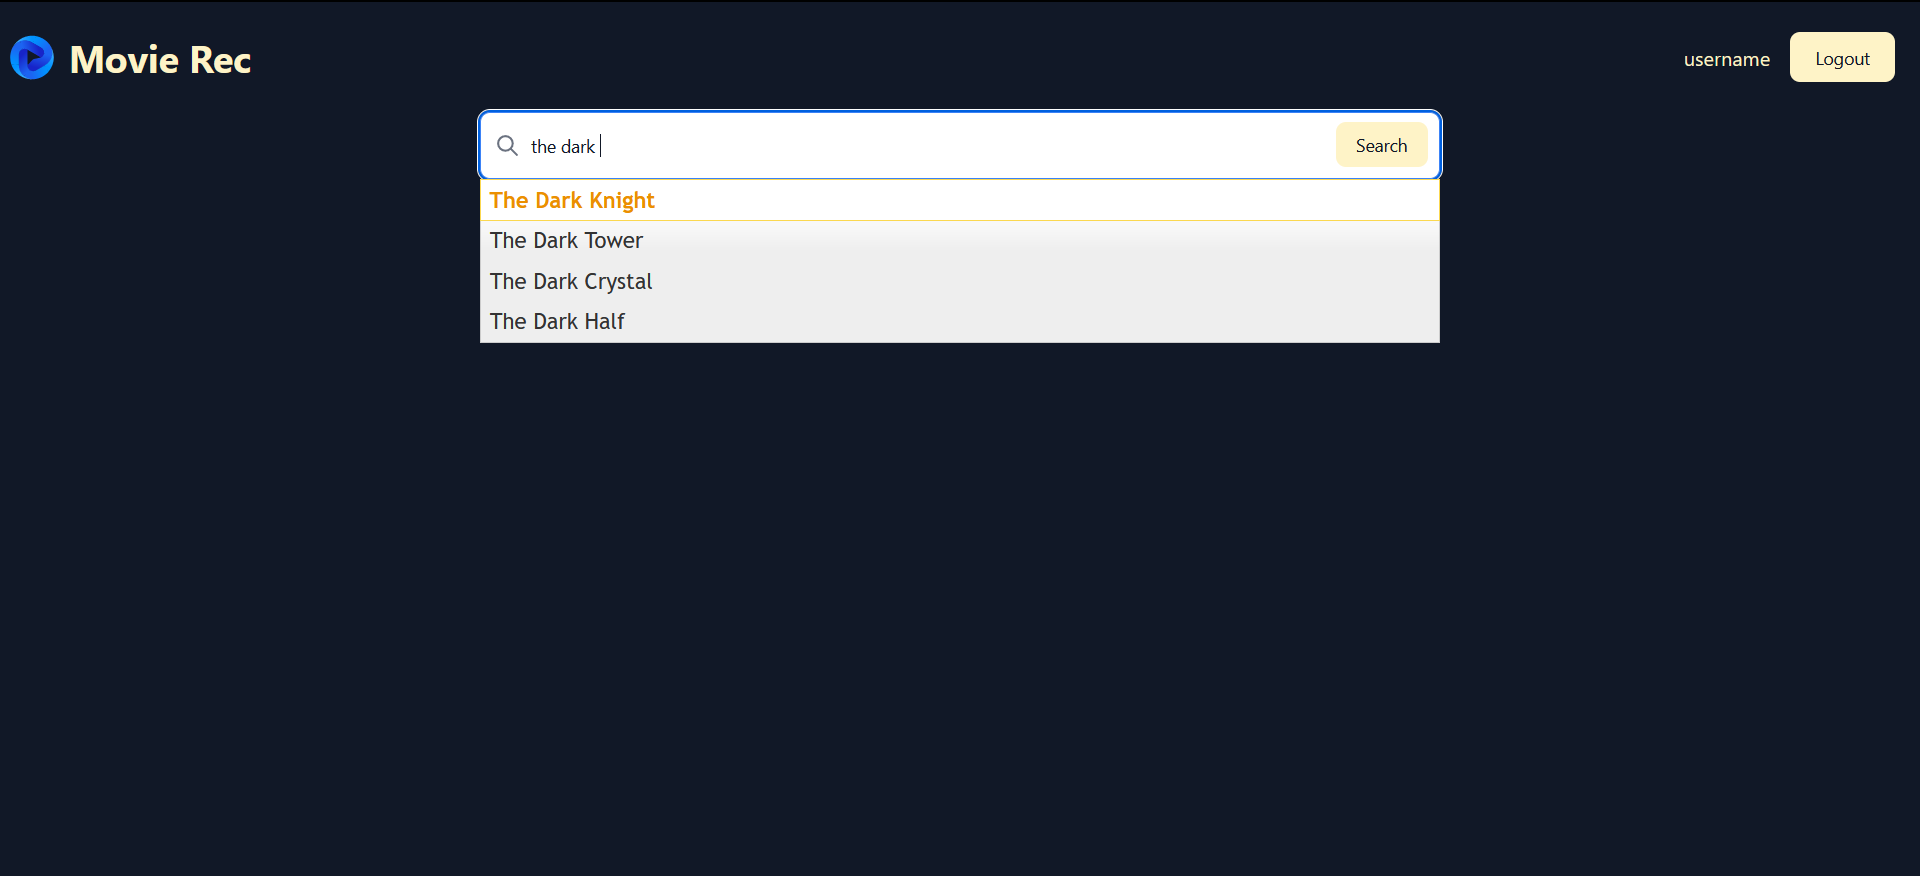 Movie Rec
username
Logout
the dark
Search
The Dark Knight
The Dark Tower
The Dark Crystal
The Dark Half